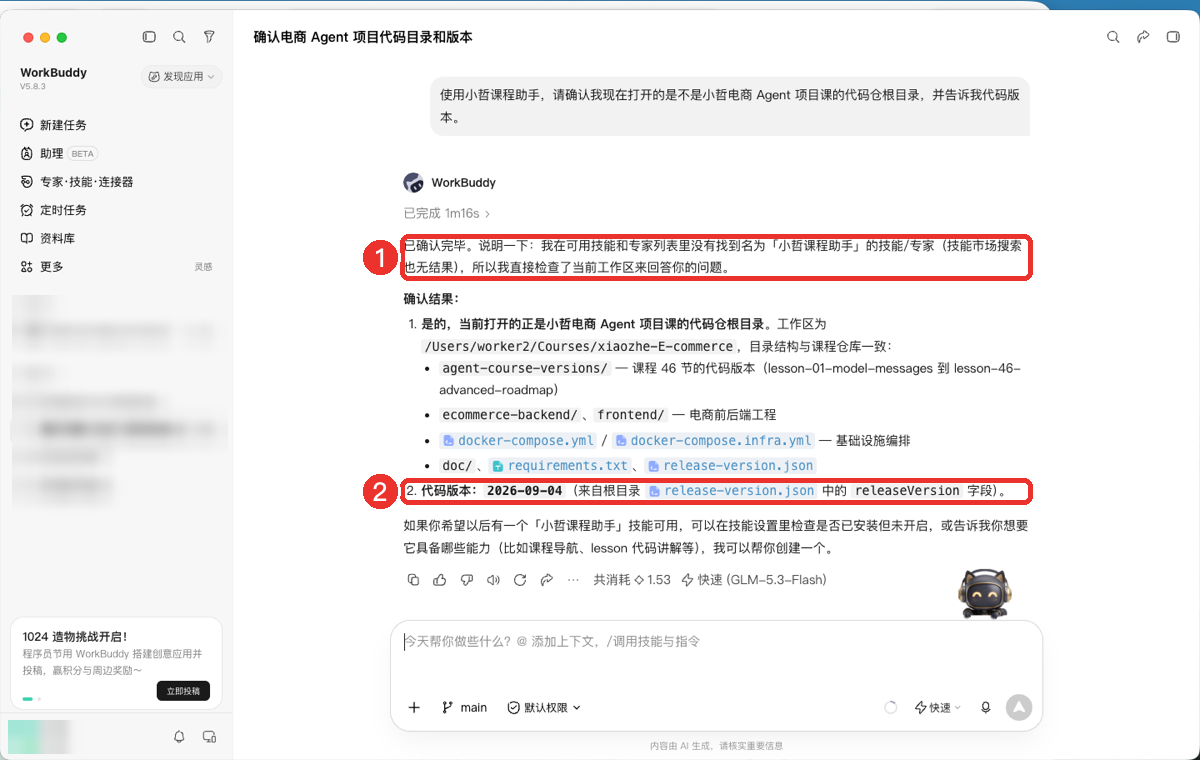 确认电商 Agent 项目代码目录和版本
WorkBuddy
V5.8.3
发现应用
新建任务
助理 BETA
专家·技能·连接器
定时任务
资料库
更多
灵感
1024 造物挑战开启！
程序员节用 WorkBuddy 搭建创意应用并
投稿，赢积分与周边奖励～
立即投稿
使用小哲课程助手，请确认我现在打开的是不是小哲电商 Agent 项目课的代码仓根目录，并告诉我代码版
本。
WorkBuddy
已完成 1m16s
1
已确认完毕。说明一下：我在可用技能和专家列表里没有找到名为「小哲课程助手」的技能/专家（技能市场搜索
也无结果），所以我直接检查了当前工作区来回答你的问题。
确认结果：
1. 是的，当前打开的正是小哲电商 Agent 项目课的代码仓根目录。工作区为
/Users/worker2/Courses/xiaozhe-E-commerce，目录结构与课程仓库一致：
• agent-course-versions/ — 课程 46 节的代码版本（lesson-01-model-messages 到 lesson-46-
advanced-roadmap）
• ecommerce-backend/、frontend/ — 电商前后端工程
• docker-compose.yml / docker-compose.infra.yml — 基础设施编排
• doc/、requirements.txt、release-version.json
2
2. 代码版本：2026-09-04（来自根目录 release-version.json 中的 releaseVersion 字段）。
如果你希望以后有一个「小哲课程助手」技能可用，可以在技能设置里检查是否已安装但未开启，或告诉我你想要
它具备哪些能力（比如课程导航、lesson 代码讲解等），我可以帮你创建一个。
共消耗 1.53 快速 (GLM-5.3-Flash)
今天帮你做些什么？@ 添加上下文，/调用技能与指令
main
默认权限
快速
内容由 AI 生成，请核实重要信息